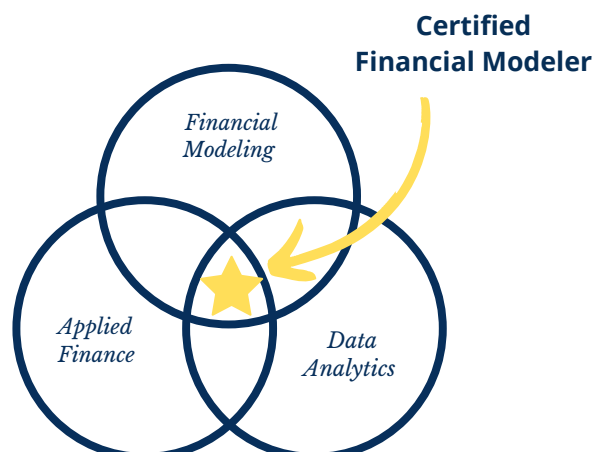 Certified
Financial Modeler
Financial
Modeling
Applied
Finance
Data
Analytics